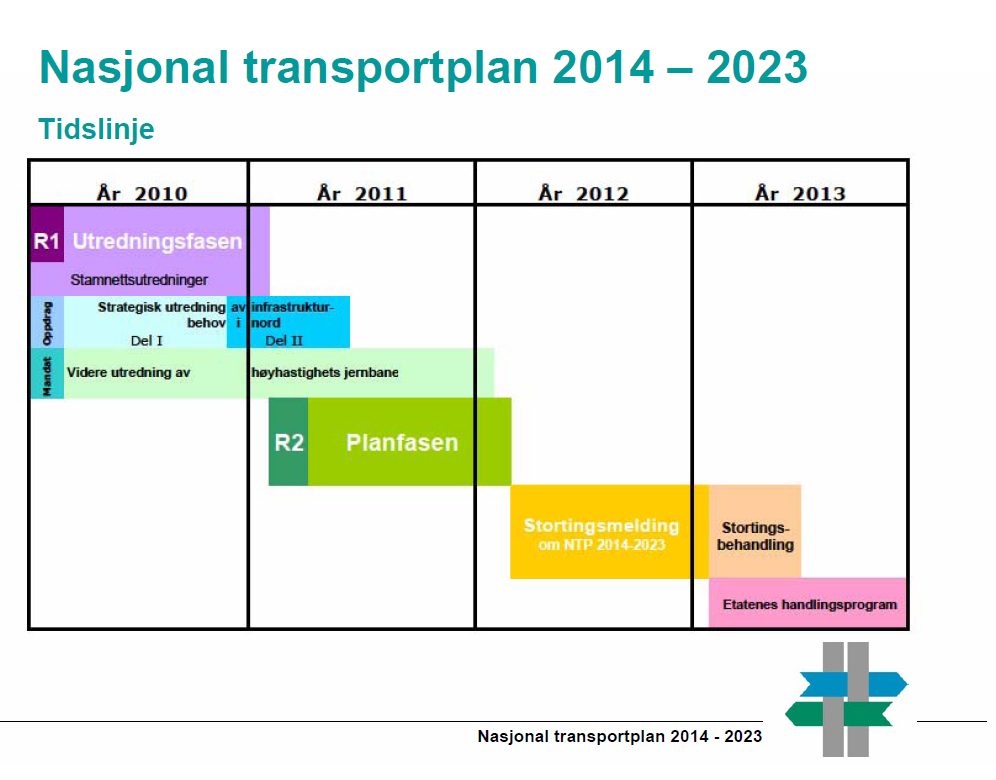 Nasjonal transportplan 2014 – 2023
Tidslinje
År 2010
År 2011
År 2012
År 2013
R1 Utredningsfasen
Stamnettsutredninger
Oppdrag
Strategisk utredning av infrastruktur-
behov i nord
Del I
Del II
Mandat
Videre utredning av høyhastighets jernbane
R2 Planfasen
Stortingsmelding
om NTP 2014-2023
Stortings-
behandling
Etatenes handlingsprogram
Nasjonal transportplan 2014 - 2023